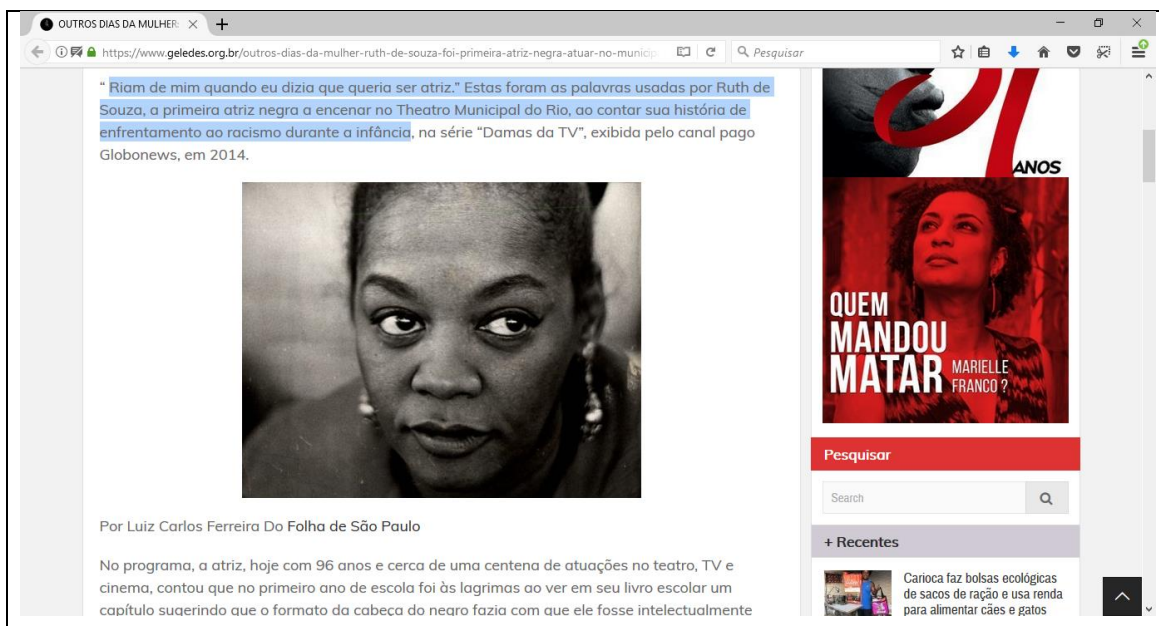 OUTROS DIAS DA MULHER:
https://www.geledes.org.br/outros-dias-da-mulher-ruth-de-souza-foi-primeira-atriz-negra-atuar-no-municip
Pesquisar
“ Riam de mim quando eu dizia que queria ser atriz.” Estas foram as palavras usadas por Ruth de
Souza, a primeira atriz negra a encenar no Theatro Municipal do Rio, ao contar sua história de
enfrentamento ao racismo durante a infância, na série “Damas da TV”, exibida pelo canal pago
Globonews, em 2014.
Por Luiz Carlos Ferreira Do Folha de São Paulo
No programa, a atriz, hoje com 96 anos e cerca de uma centena de atuações no teatro, TV e
cinema, contou que no primeiro ano de escola foi às lagrimas ao ver em seu livro escolar um
capítulo sugerindo que o formato da cabeça do negro fazia com que ele fosse intelectualmente
ANOS
QUEM
MANDOU
MATAR
MARIELLE
FRANCO ?
Pesquisar
Search
+ Recentes
Carioca faz bolsas ecológicas
de sacos de ração e usa renda
para alimentar cães e gatos